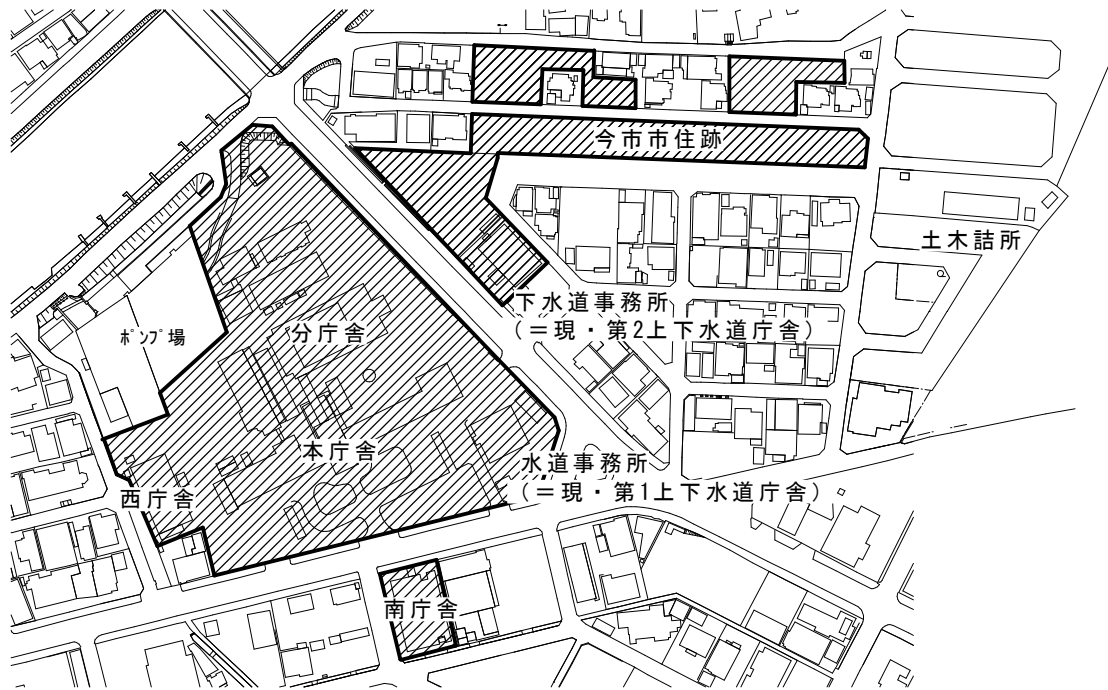 今市市住跡
土木詰所
下水道事務所
(＝現・第2上下水道庁舎)
ﾎﾟﾝﾌﾟ場
分庁舎
本庁舎
水道事務所
(＝現・第1上下水道庁舎)
西庁舎
南庁舎